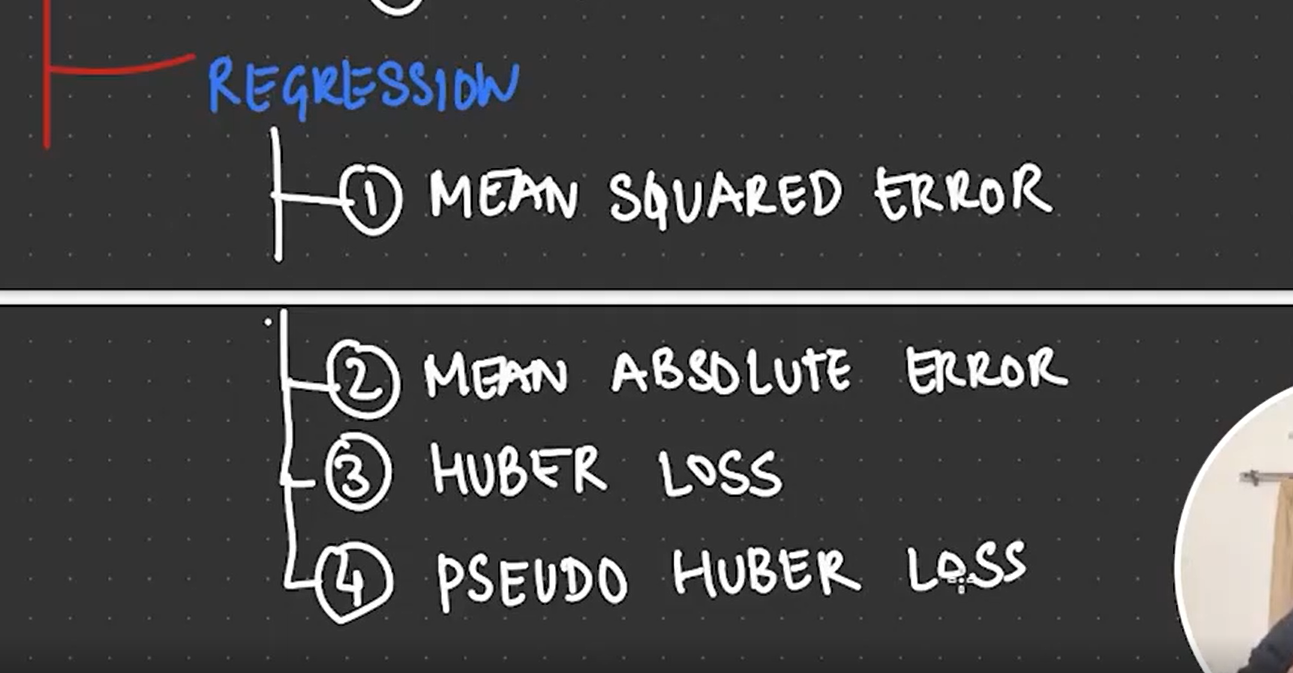 REGRESSION
① MEAN SQUARED ERROR
② MEAN ABSOLUTE ERROR
③ HUBER LOSS
④ PSEUDO HUBER LOSS